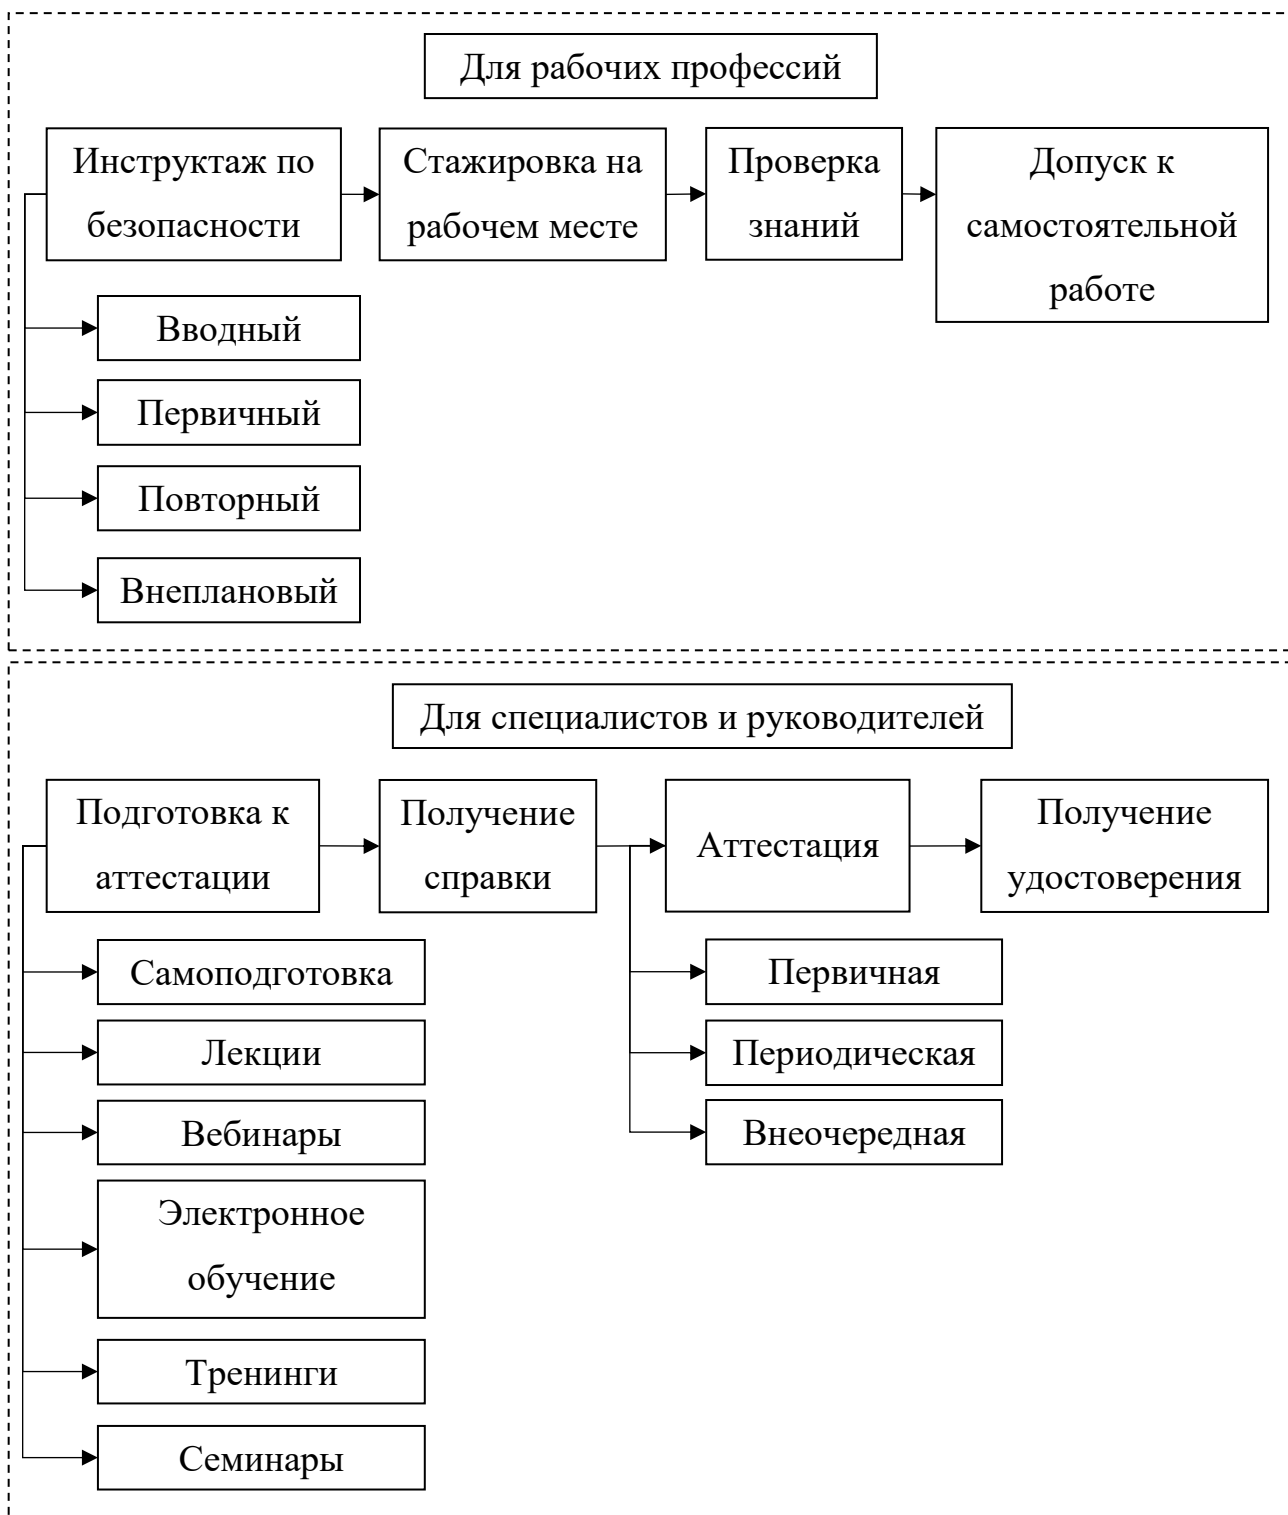 Для рабочих профессий
Инструктаж по
безопасности
Стажировка на
рабочем месте
Проверка
знаний
Допуск к
самостоятельной
работе
Вводный
Первичный
Повторный
Внеплановый
Для специалистов и руководителей
Подготовка к
аттестации
Получение
справки
Аттестация
Получение
удостоверения
Самоподготовка
Лекции
Вебинары
Электронное
обучение
Тренинги
Семинары
Первичная
Периодическая
Внеочередная